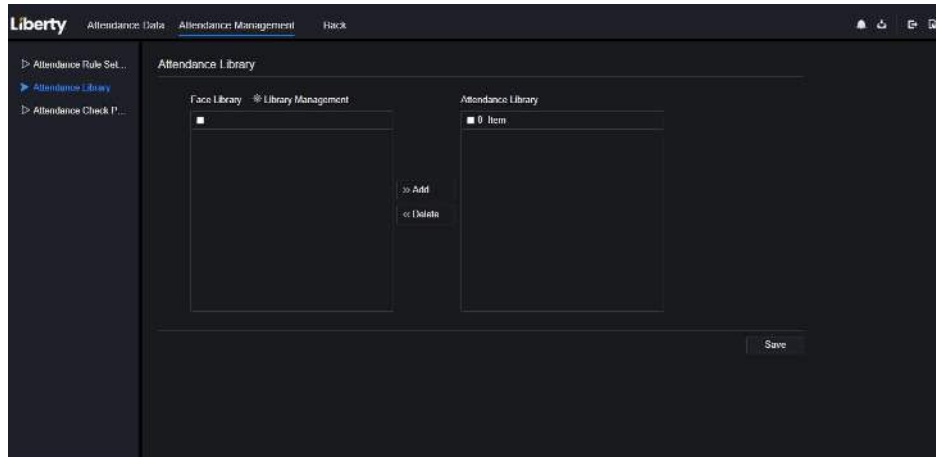 Liberty Attendance Data Attendance Management Back
Attendance Rule Set...
Attendance Library
Attendance Check P...
Attendance Library
Face Library Library Management
Attendance Library
0 Item
>> Add
<< Delete
Save